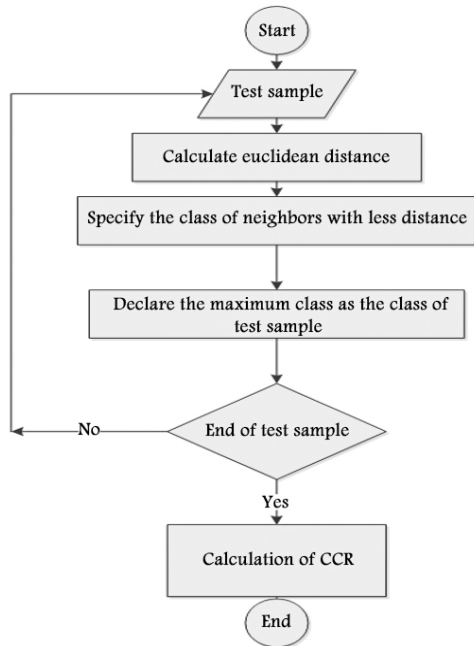 Start
Test sample
Calculate euclidean distance
Specify the class of neighbors with less distance
Declare the maximum class as the class of
test sample
End of test sample
No
Yes
Calculation of CCR
End